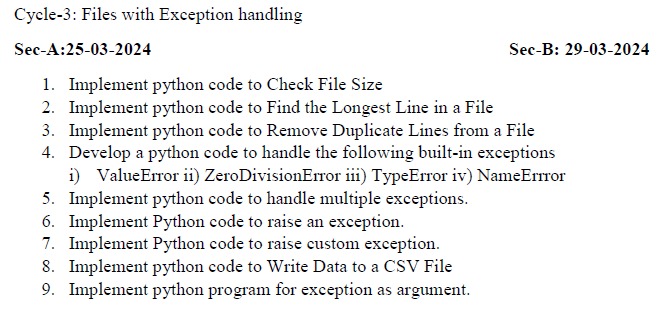 Cycle-3: Files with Exception handling
Sec-A:25-03-2024 Sec-B: 29-03-2024
1. Implement python code to Check File Size
2. Implement python code to Find the Longest Line in a File
3. Implement python code to Remove Duplicate Lines from a File
4. Develop a python code to handle the following built-in exceptions
i) ValueError ii) ZeroDivisionError iii) TypeError iv) NameErrror
5. Implement python code to handle multiple exceptions.
6. Implement Python code to raise an exception.
7. Implement Python code to raise custom exception.
8. Implement python code to Write Data to a CSV File
9. Implement python program for exception as argument.